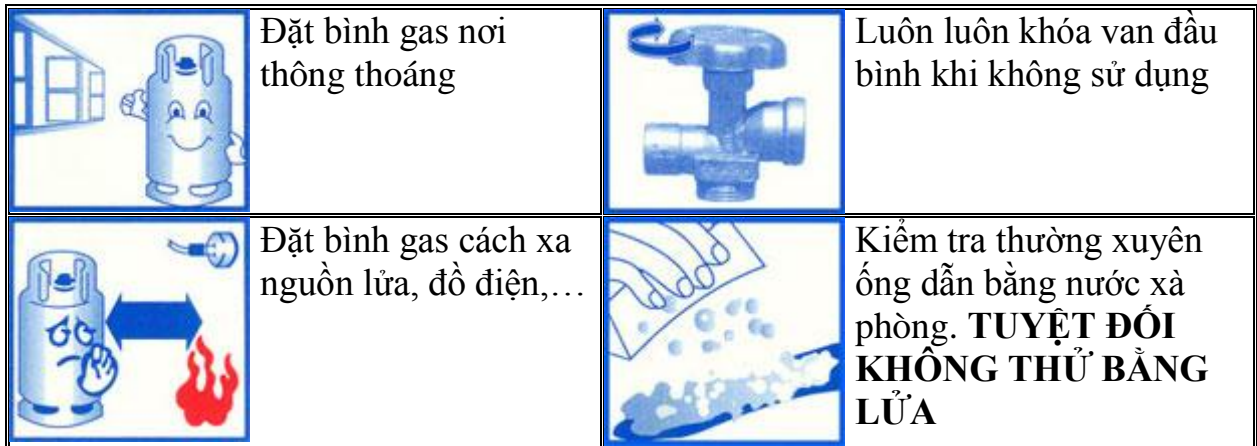 Đặt bình gas nơi
thông thoáng
Luôn luôn khóa van đầu
bình khi không sử dụng
Đặt bình gas cách xa
nguồn lửa, đồ điện,…
Kiểm tra thường xuyên
ống dẫn bằng nước xà
phòng. TUYỆT ĐỐI
KHÔNG THỬ BẰNG
LỬA